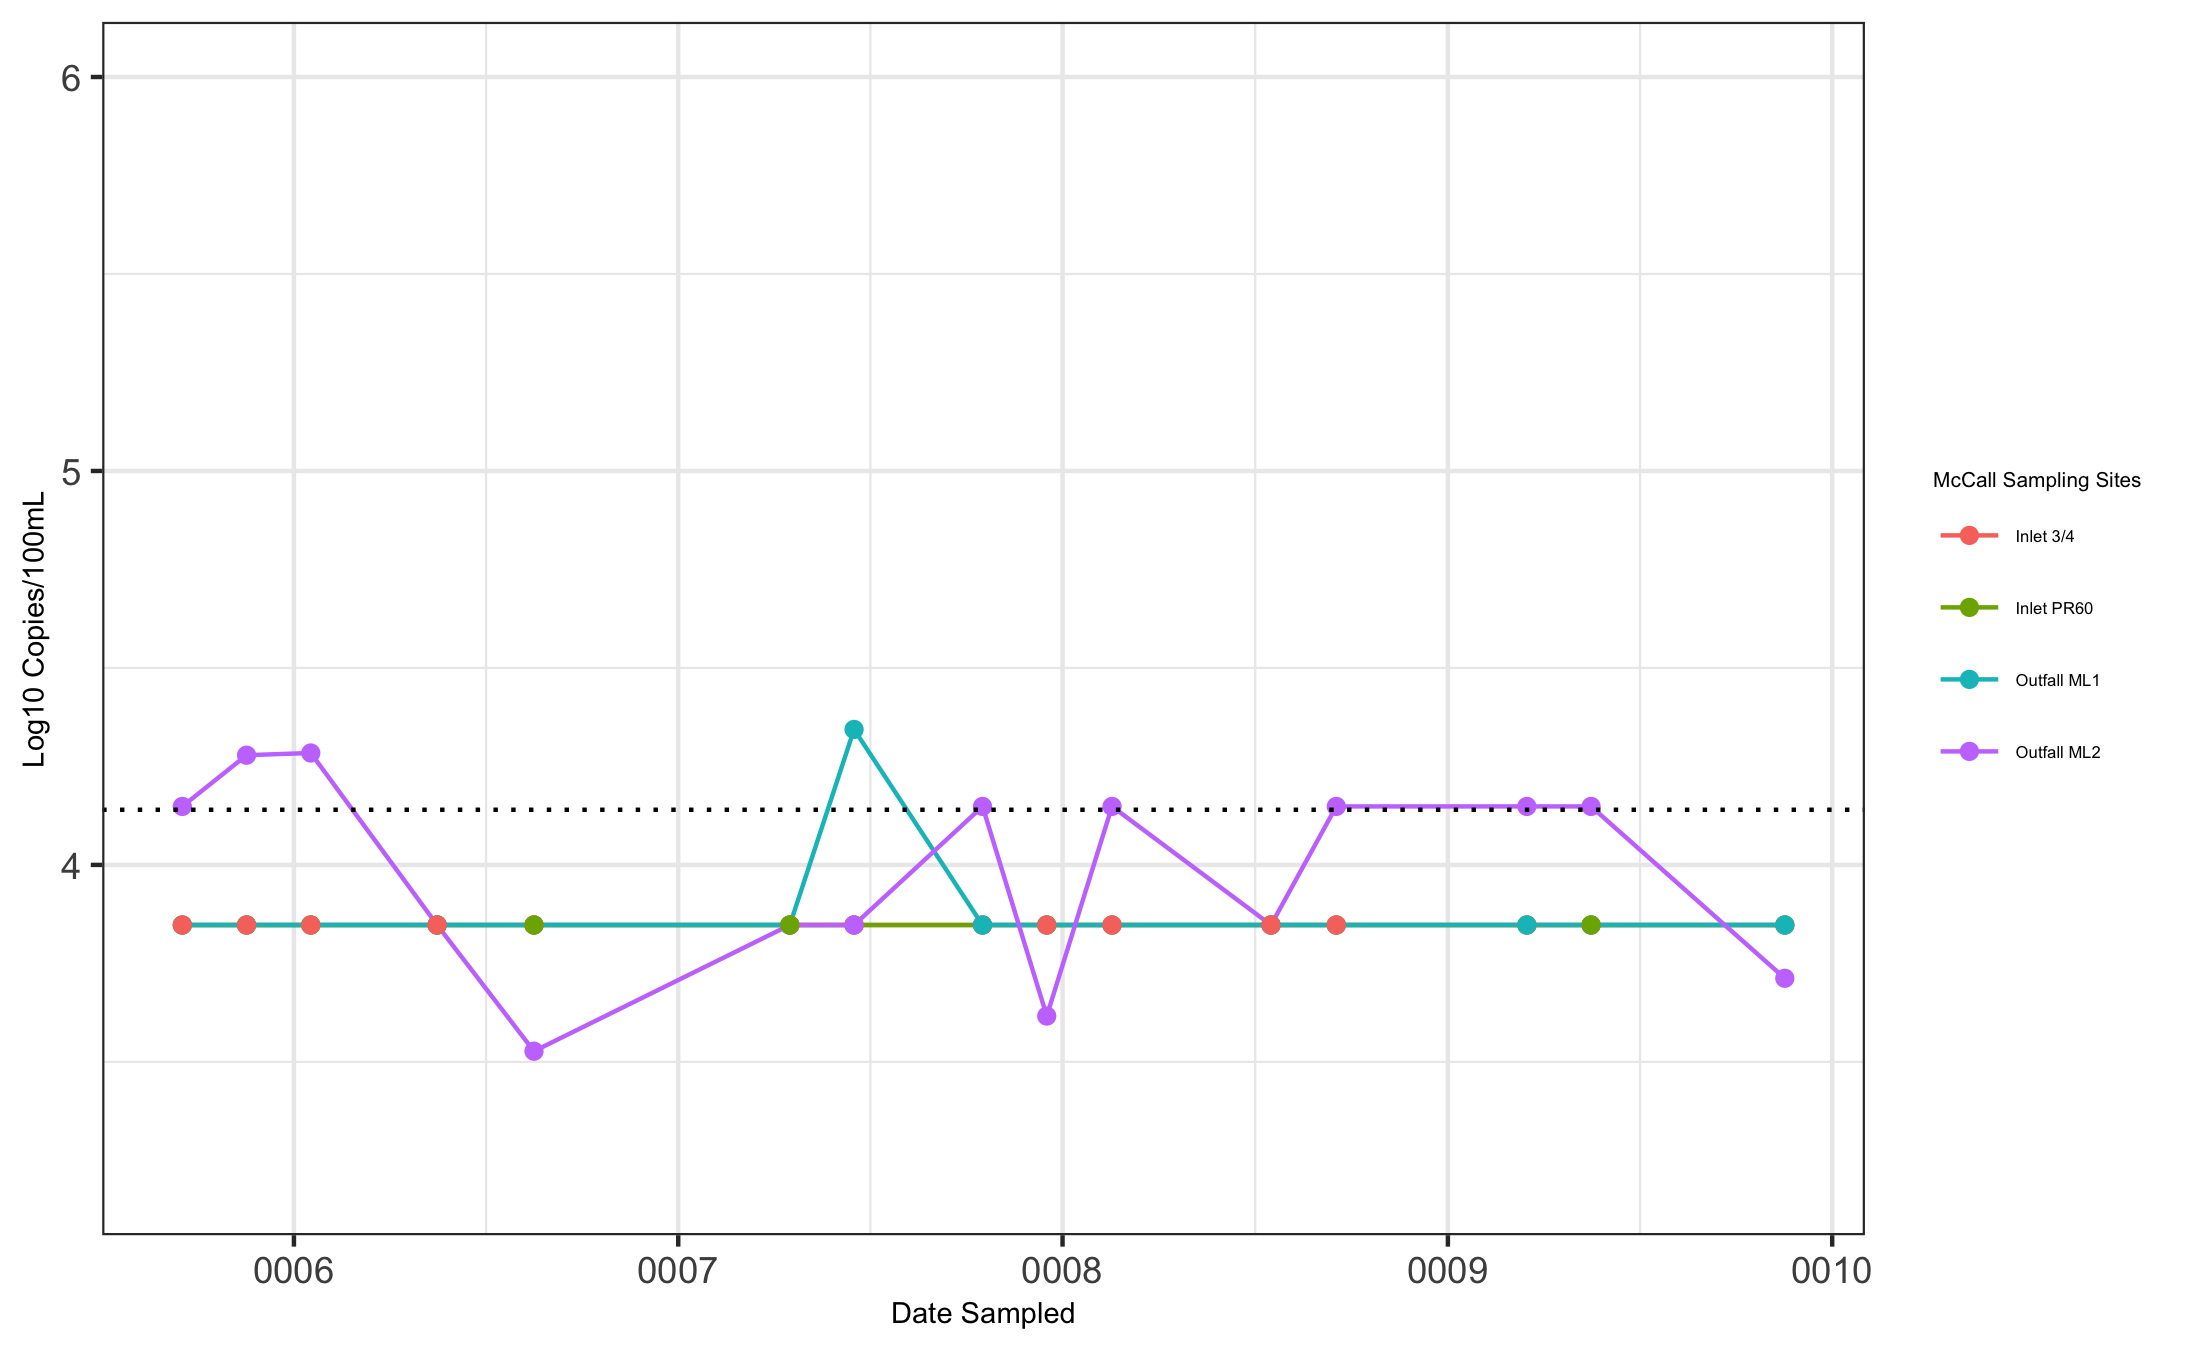 6
5
4
Log10 Copies/100mL
0006 0007 0008 0009 0010
Date Sampled
McCall Sampling Sites
Inlet 3/4
Inlet PR60
Outfall ML1
Outfall ML2